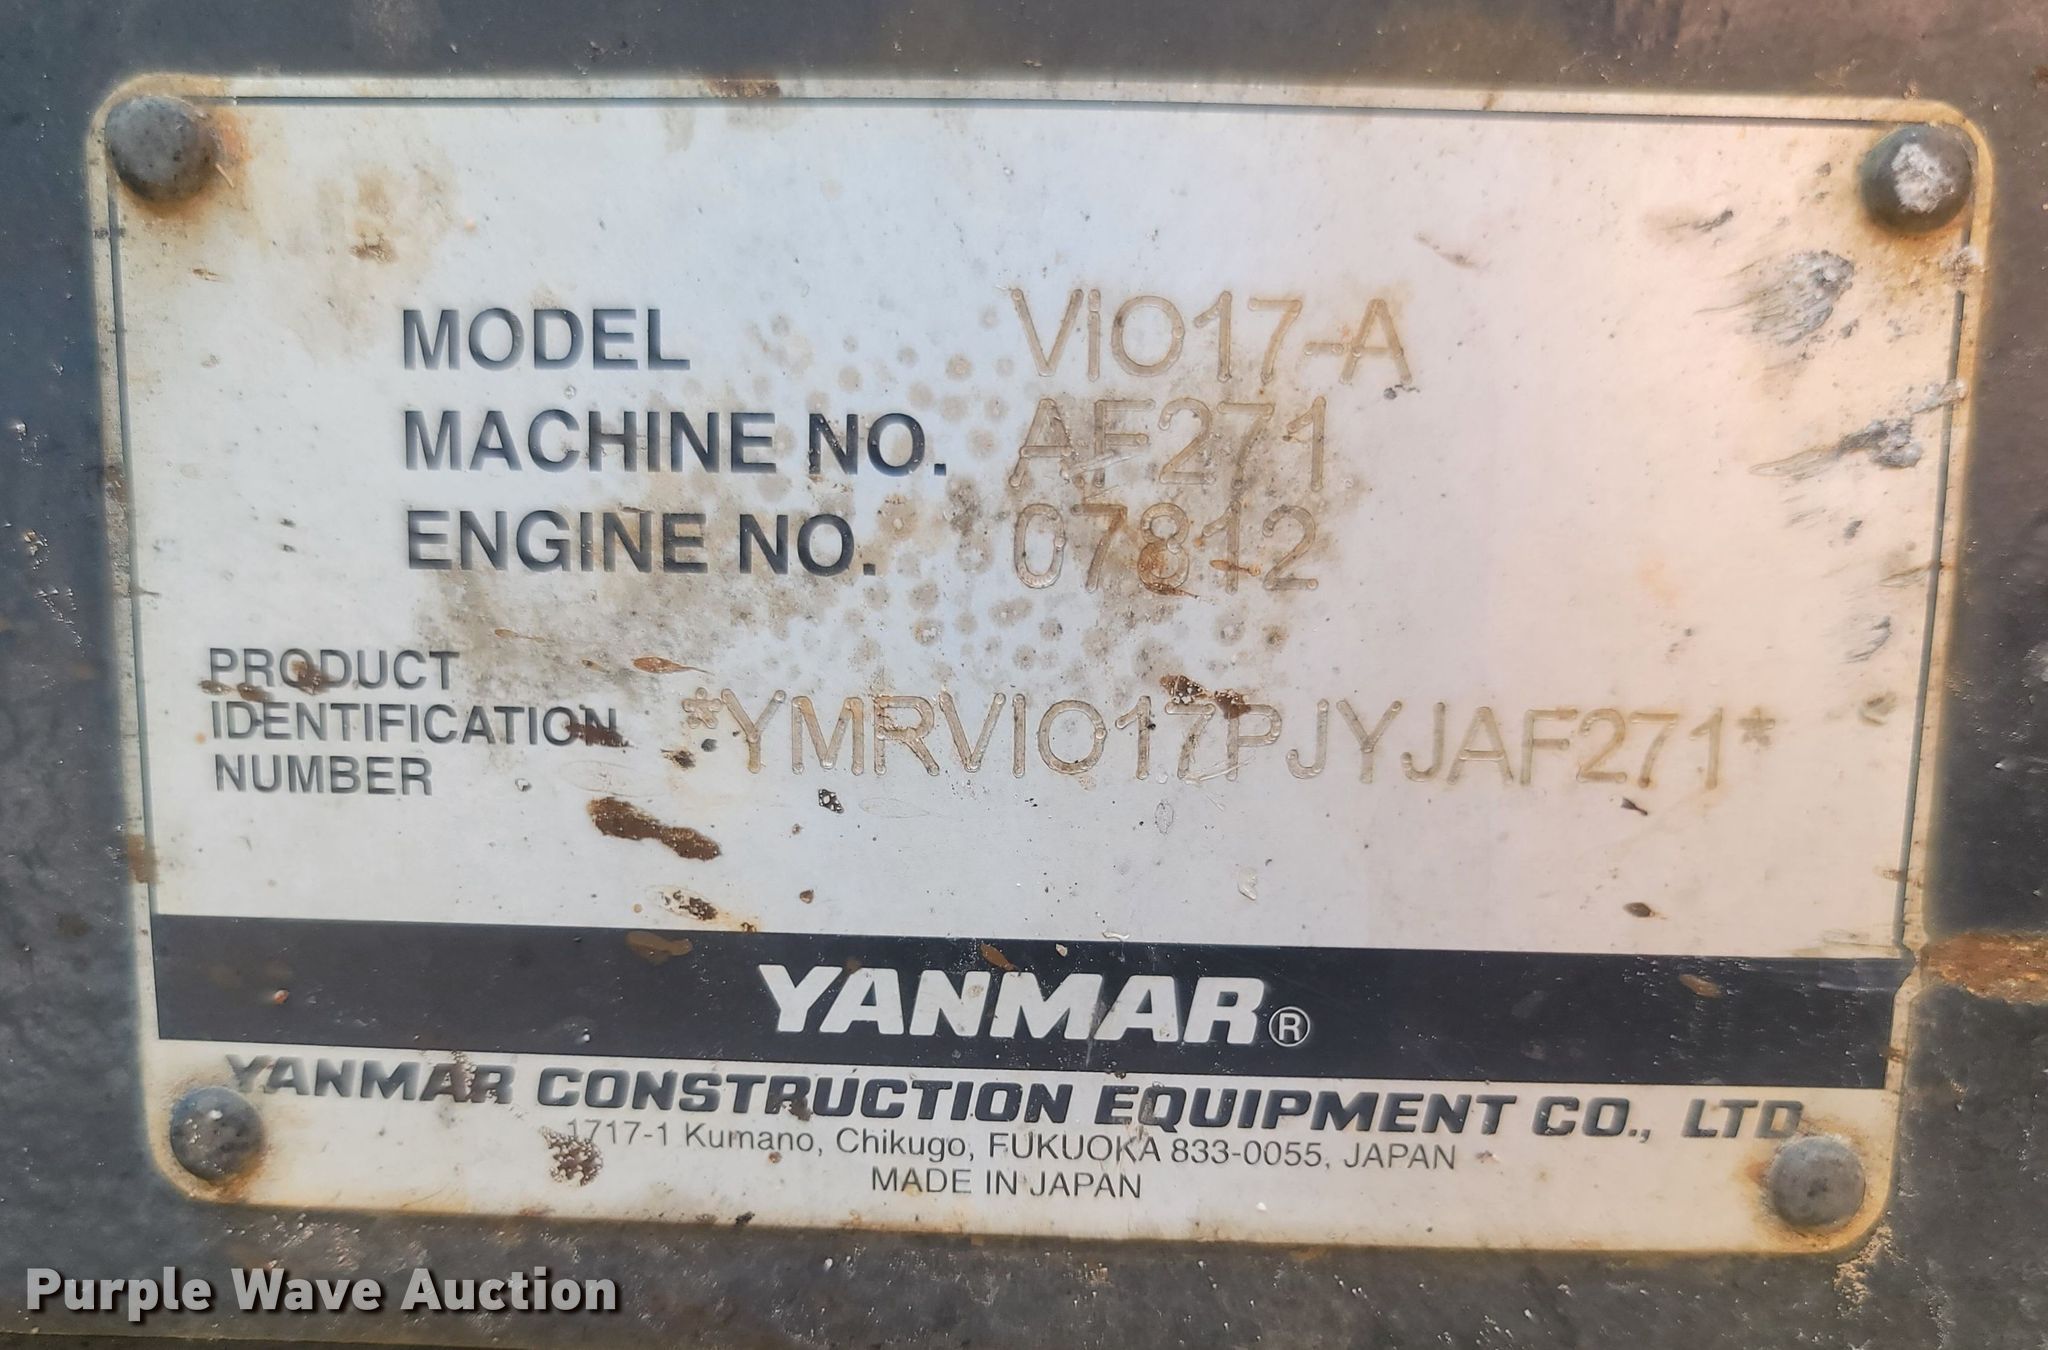 MODEL ViO17-A
MACHINE NO. AF271
ENGINE NO. 07812
PRODUCT
IDENTIFICATION
NUMBER
*YMRVIO17PJYJAF271*
YANMAR®
YANMAR CONSTRUCTION EQUIPMENT CO., LTD.
1717-1 Kumano, Chikugo, FUKUOKA 833-0055, JAPAN
MADE IN JAPAN
Purple Wave Auction